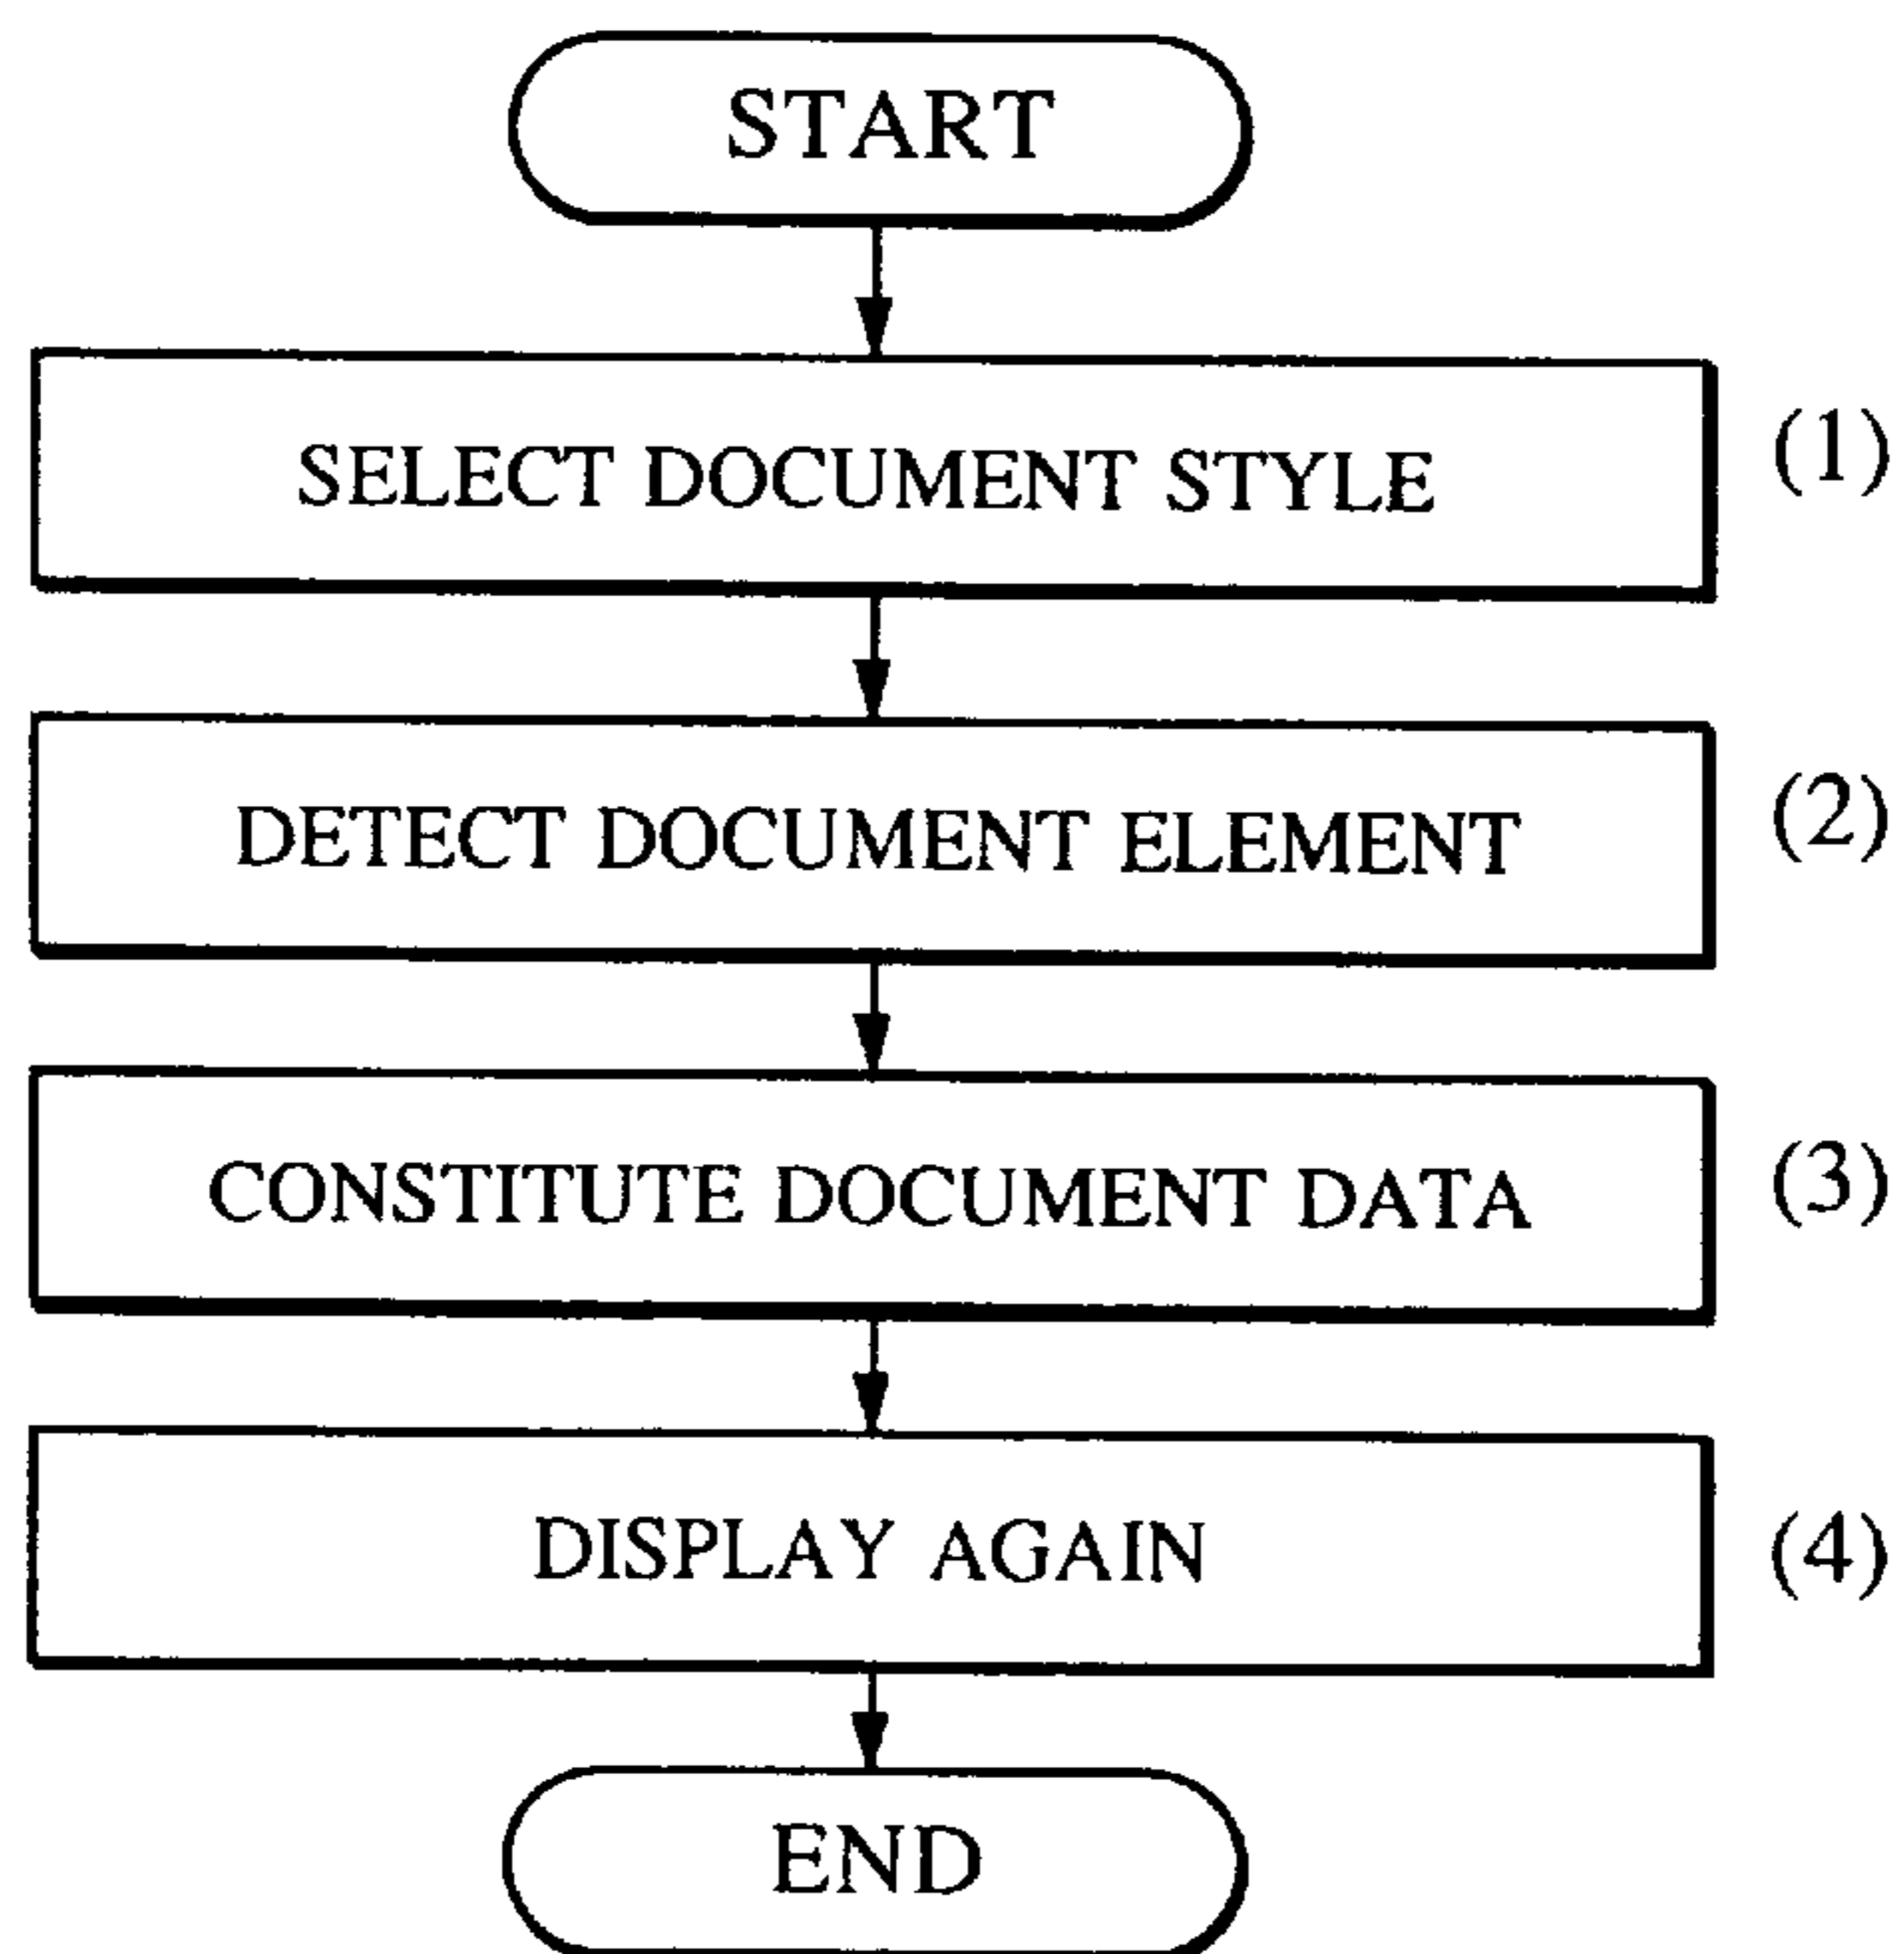 START
SELECT DOCUMENT STYLE (1)
DETECT DOCUMENT ELEMENT (2)
CONSTITUTE DOCUMENT DATA (3)
DISPLAY AGAIN (4)
END